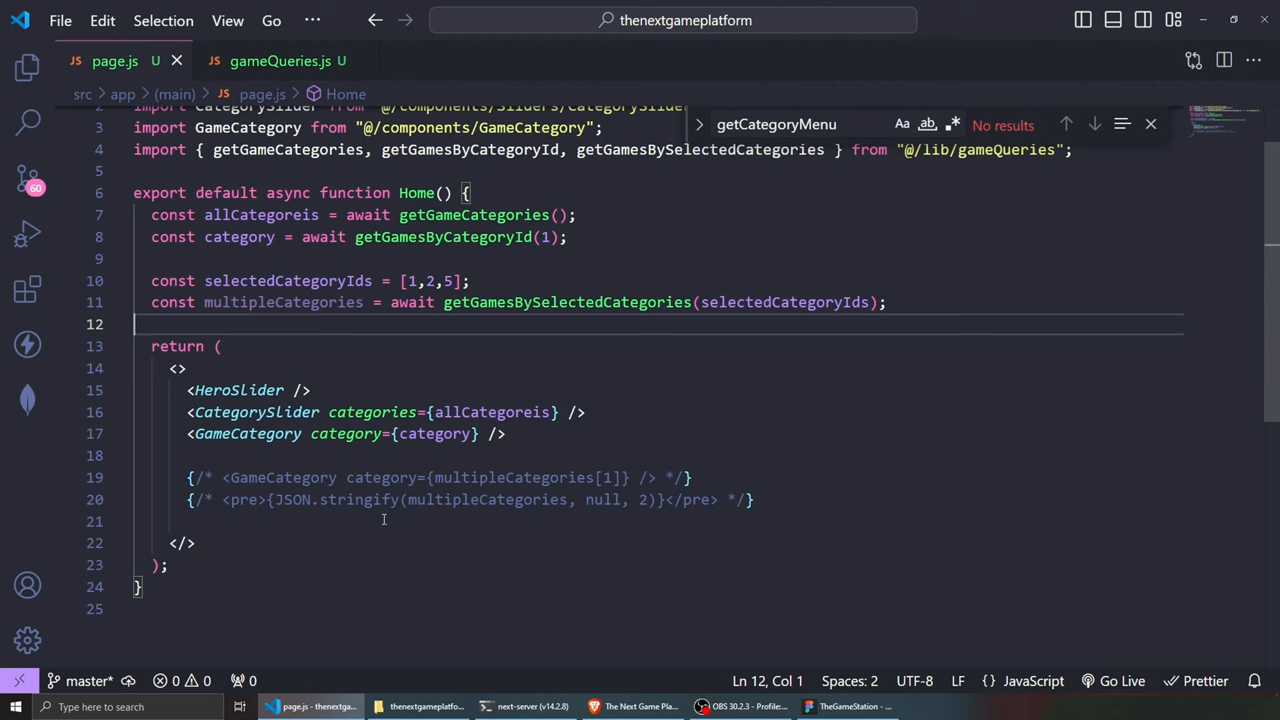 File Edit Selection View Go ··· thenextgameplatform
JS page.js U JS gameQueries.js U
src > app > (main) > JS page.js > Home
getCategoryMenu Aa ab No results
2 import CategorySlider from "@/components/Sliders/CategorySlider
3 import GameCategory from "@/components/GameCategory";
4 import { getGameCategories, getGamesByCategoryId, getGamesBySelectedCategories } from "@/lib/gameQueries";
5
6 export default async function Home() {
7 const allCategoreis = await getGameCategories();
8 const category = await getGamesByCategoryId(1);
9
10 const selectedCategoryIds = [1,2,5];
11 const multipleCategories = await getGamesBySelectedCategories(selectedCategoryIds);
12
13 return (
14 <>
15 <HeroSlider />
16 <CategorySlider categories={allCategoreis} />
17 <GameCategory category={category} />
18
19 {/* <GameCategory category={multipleCategories[1]} /> */}
20 {/* <pre>{JSON.stringify(multipleCategories, null, 2)}</pre> */}
21
22 </>
23 );
24 }
25
60
master* 0 0 0 Ln 12, Col 1 Spaces: 2 UTF-8 LF {} JavaScript Go Live Prettier
Type here to search page.js - thenextga... thenextgameplatfo... next-server (v14.2.8) The Next Game Pla... OBS 30.2.3 - Profile:... TheGameStation - ...